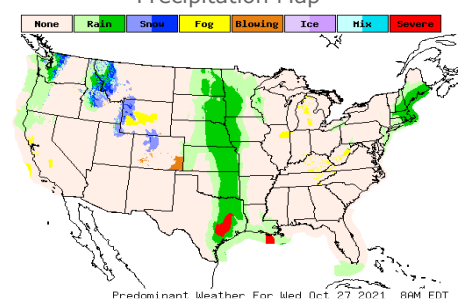 Precipitation Map
None Rain Snow Fog Blowing Ice Mix Severe
Predominant Weather For Wed Oct 27 2021 8AM EDT